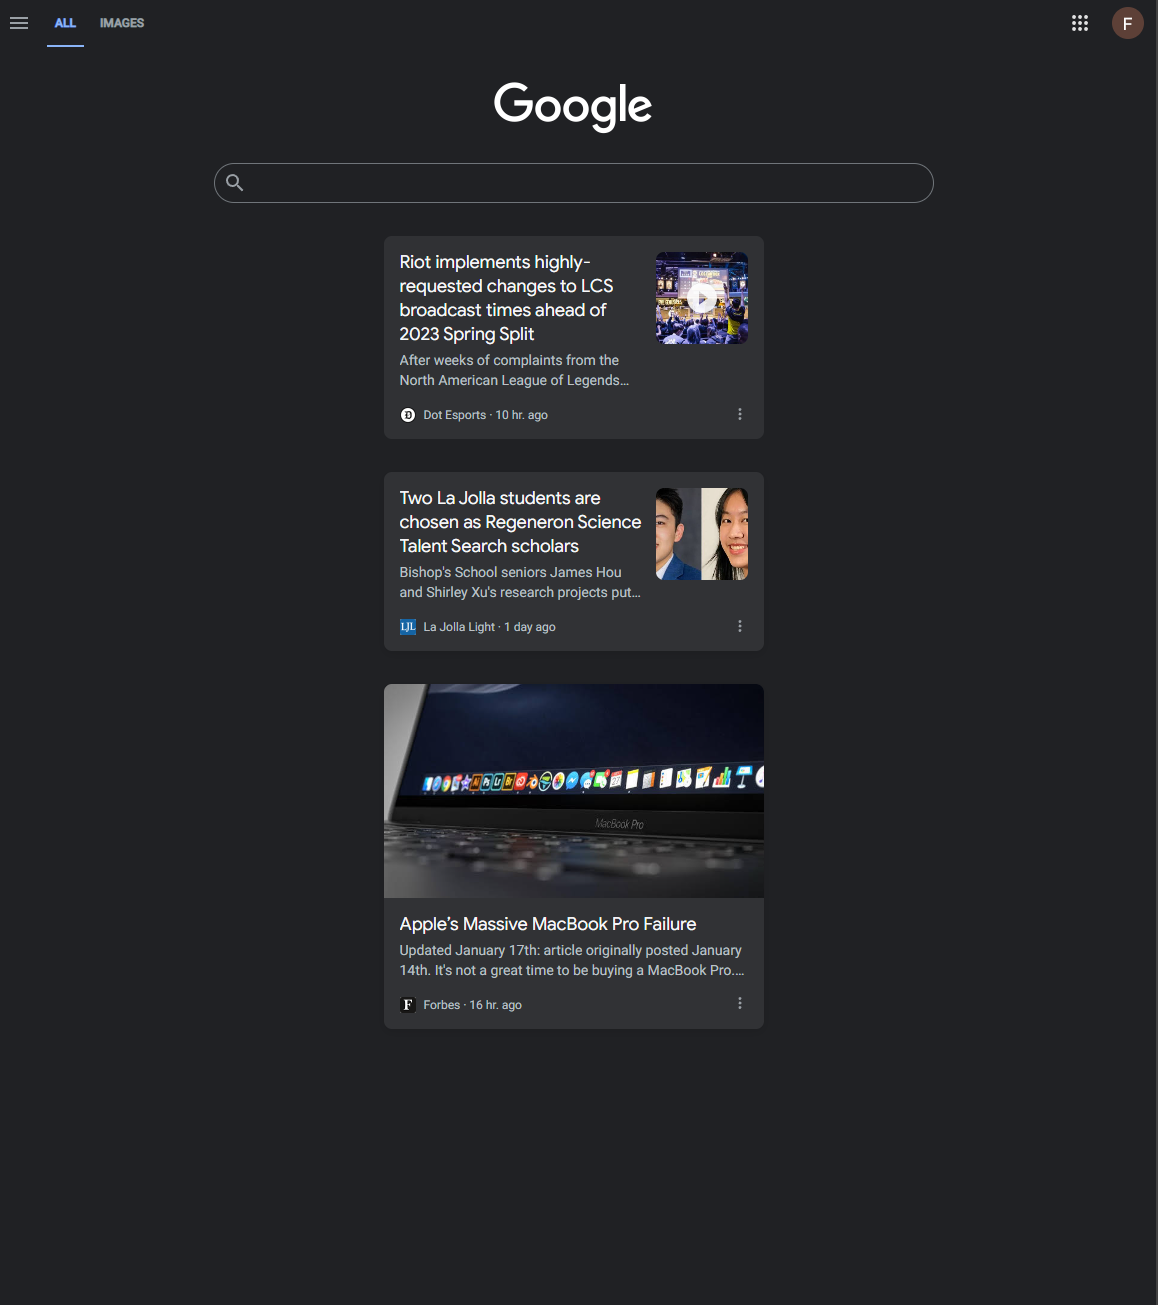 ALL IMAGES
F
Google
Riot implements highly-
requested changes to LCS
broadcast times ahead of
2023 Spring Split
After weeks of complaints from the
North American League of Legends...
Dot Esports · 10 hr. ago
Two La Jolla students are
chosen as Regeneron Science
Talent Search scholars
Bishop's School seniors James Hou
and Shirley Xu's research projects put...
LJL La Jolla Light · 1 day ago
MacBook Pro
Apple’s Massive MacBook Pro Failure
Updated January 17th: article originally posted January
14th. It's not a great time to be buying a MacBook Pro....
F Forbes · 16 hr. ago